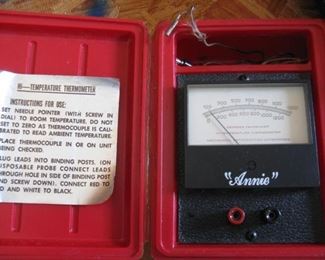 HI—TEMPERATURE THERMOMETER
INSTRUCTIONS FOR USE:
SET NEEDLE POINTER (WITH SCREW IN
DIAL) TO ROOM TEMPERATURE. DO NOT
SET TO ZERO AS THERMOCOUPLE IS CALI-
BRATED TO READ AMBIENT TEMPERATURE.
PLACE THERMOCOUPLE IN OR ON UNIT
BEING CHECKED.
PLUG LEADS INTO BINDING POSTS. (ON
DISPOSABLE PROBE CONNECT LEADS
THROUGH HOLE IN SIDE OF BINDING POST
AND SCREW DOWN). CONNECT RED TO
RED AND WHITE TO BLACK.
"Annie"